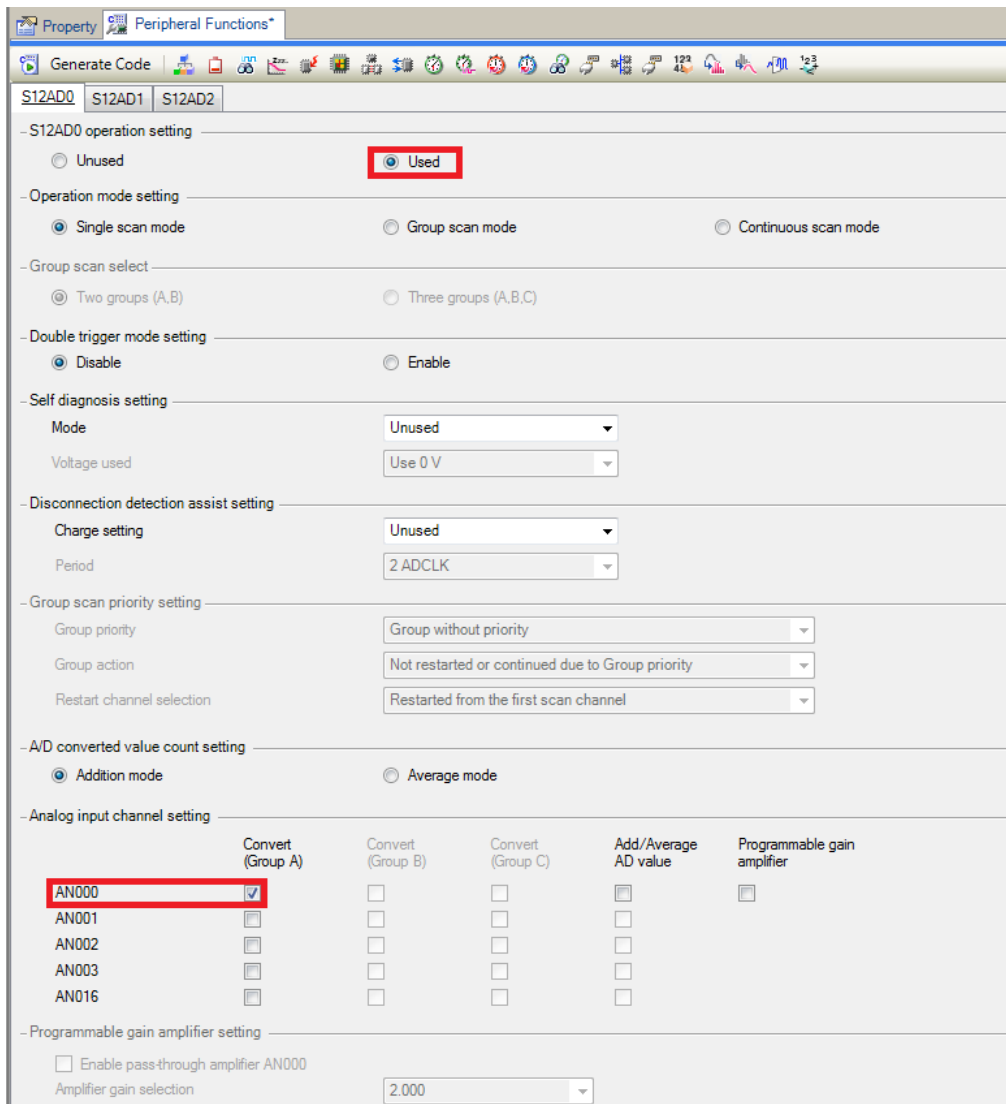 Property Peripheral Functions*
Generate Code
S12AD0 S12AD1 S12AD2
S12AD0 operation setting
Unused Used
Operation mode setting
Single scan mode Group scan mode Continuous scan mode
Group scan select
Two groups (A,B) Three groups (A,B,C)
Double trigger mode setting
Disable Enable
Self diagnosis setting
Mode Unused
Voltage used Use 0 V
Disconnection detection assist setting
Charge setting Unused
Period 2 ADCLK
Group scan priority setting
Group priority Group without priority
Group action Not restarted or continued due to Group priority
Restart channel selection Restarted from the first scan channel
A/D converted value count setting
Addition mode Average mode
Analog input channel setting
Convert Convert Convert Add/Average Programmable gain
(Group A) (Group B) (Group C) AD value amplifier
AN000
AN001
AN002
AN003
AN016
Programmable gain amplifier setting
Enable pass-through amplifier AN000
Amplifier gain selection 2.000